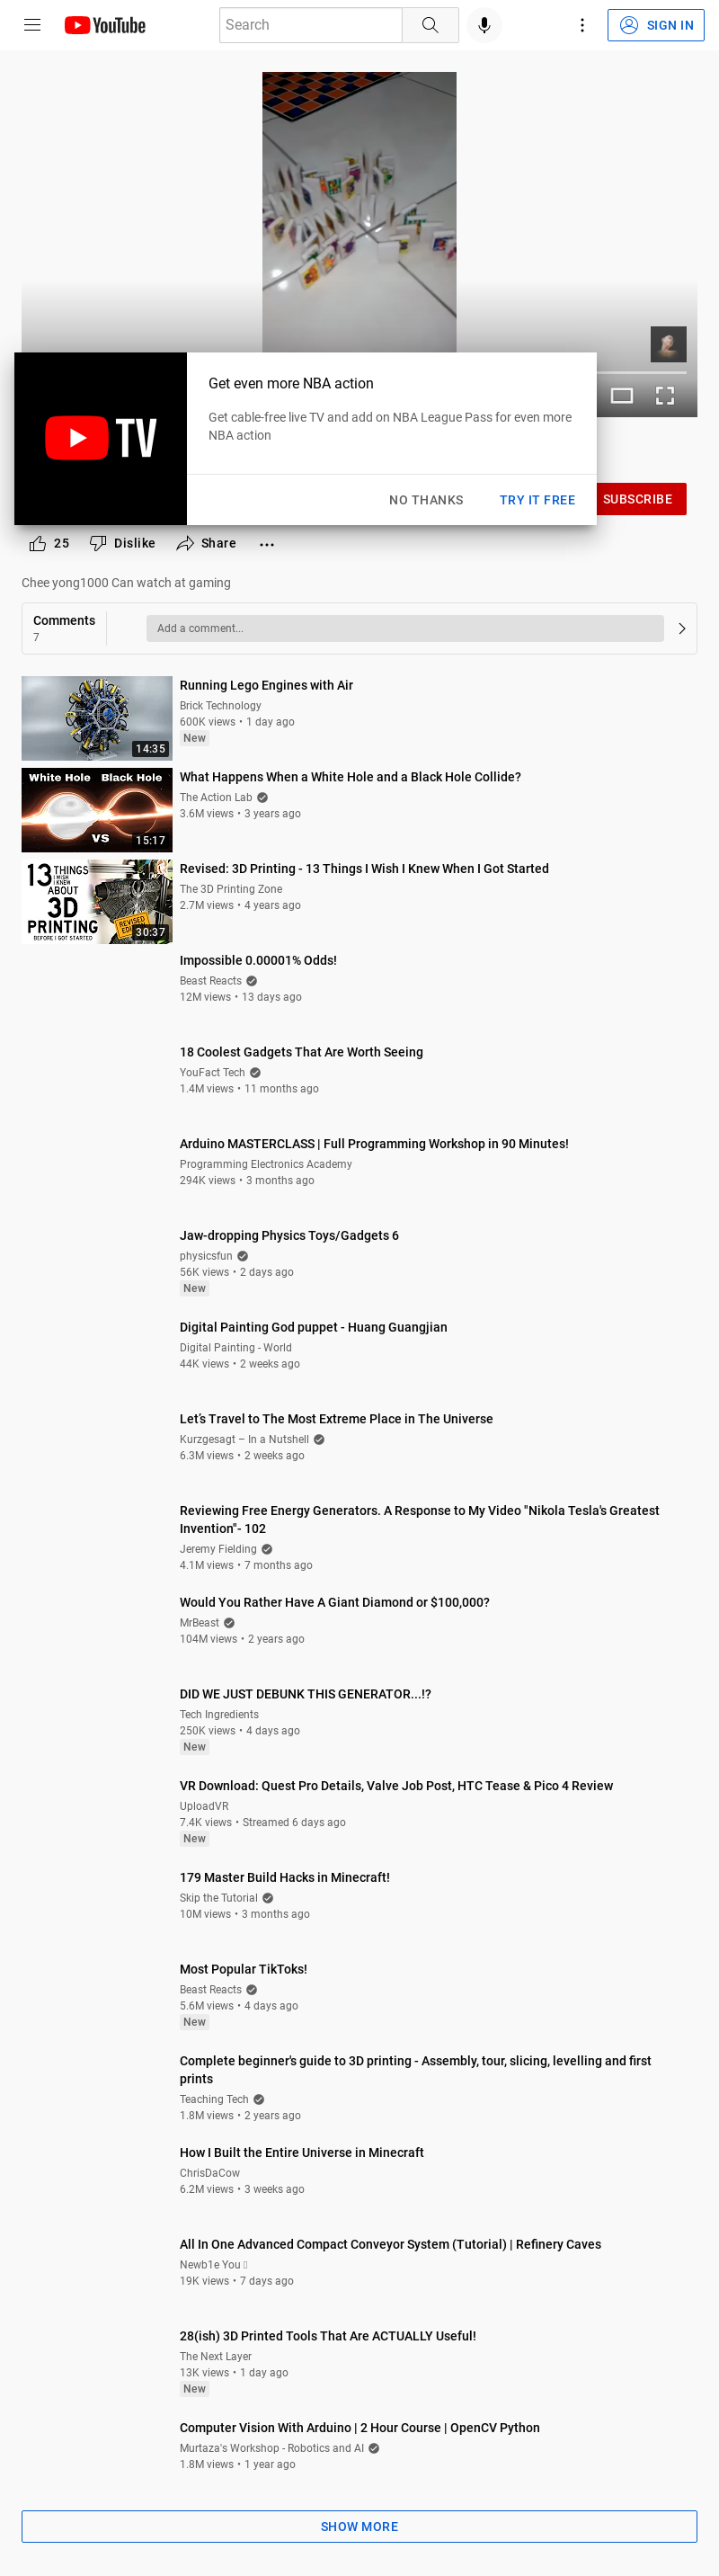 YouTube
Search
SIGN IN
TV
Get even more NBA action
Get cable-free live TV and add on NBA League Pass for even more
NBA action
NO THANKS
TRY IT FREE
SUBSCRIBE
25
Dislike
Share
Chee yong1000 Can watch at gaming
Comments
7
Add a comment...
14:35
Running Lego Engines with Air
Brick Technology
600K views • 1 day ago
New
White Hole Black Hole
VS
15:17
What Happens When a White Hole and a Black Hole Collide?
The Action Lab
3.6M views • 3 years ago
13 THINGS
I WISH
I KNEW
ABOUT
3D
PRINTING
BEFORE I GOT STARTED
REVISED
30:37
Revised: 3D Printing - 13 Things I Wish I Knew When I Got Started
The 3D Printing Zone
2.7M views • 4 years ago
Impossible 0.00001% Odds!
Beast Reacts
12M views • 13 days ago
18 Coolest Gadgets That Are Worth Seeing
YouFact Tech
1.4M views • 11 months ago
Arduino MASTERCLASS | Full Programming Workshop in 90 Minutes!
Programming Electronics Academy
294K views • 3 months ago
Jaw-dropping Physics Toys/Gadgets 6
physicsfun
56K views • 2 days ago
New
Digital Painting God puppet - Huang Guangjian
Digital Painting - World
44K views • 2 weeks ago
Let’s Travel to The Most Extreme Place in The Universe
Kurzgesagt – In a Nutshell
6.3M views • 2 weeks ago
Reviewing Free Energy Generators. A Response to My Video "Nikola Tesla's Greatest
Invention"- 102
Jeremy Fielding
4.1M views • 7 months ago
Would You Rather Have A Giant Diamond or $100,000?
MrBeast
104M views • 2 years ago
DID WE JUST DEBUNK THIS GENERATOR...!?
Tech Ingredients
250K views • 4 days ago
New
VR Download: Quest Pro Details, Valve Job Post, HTC Tease & Pico 4 Review
UploadVR
7.4K views • Streamed 6 days ago
New
179 Master Build Hacks in Minecraft!
Skip the Tutorial
10M views • 3 months ago
Most Popular TikToks!
Beast Reacts
5.6M views • 4 days ago
New
Complete beginner's guide to 3D printing - Assembly, tour, slicing, levelling and first
prints
Teaching Tech
1.8M views • 2 years ago
How I Built the Entire Universe in Minecraft
ChrisDaCow
6.2M views • 3 weeks ago
All In One Advanced Compact Conveyor System (Tutorial) | Refinery Caves
Newb1e You
19K views • 7 days ago
28(ish) 3D Printed Tools That Are ACTUALLY Useful!
The Next Layer
13K views • 1 day ago
New
Computer Vision With Arduino | 2 Hour Course | OpenCV Python
Murtaza's Workshop - Robotics and AI
1.8M views • 1 year ago
SHOW MORE